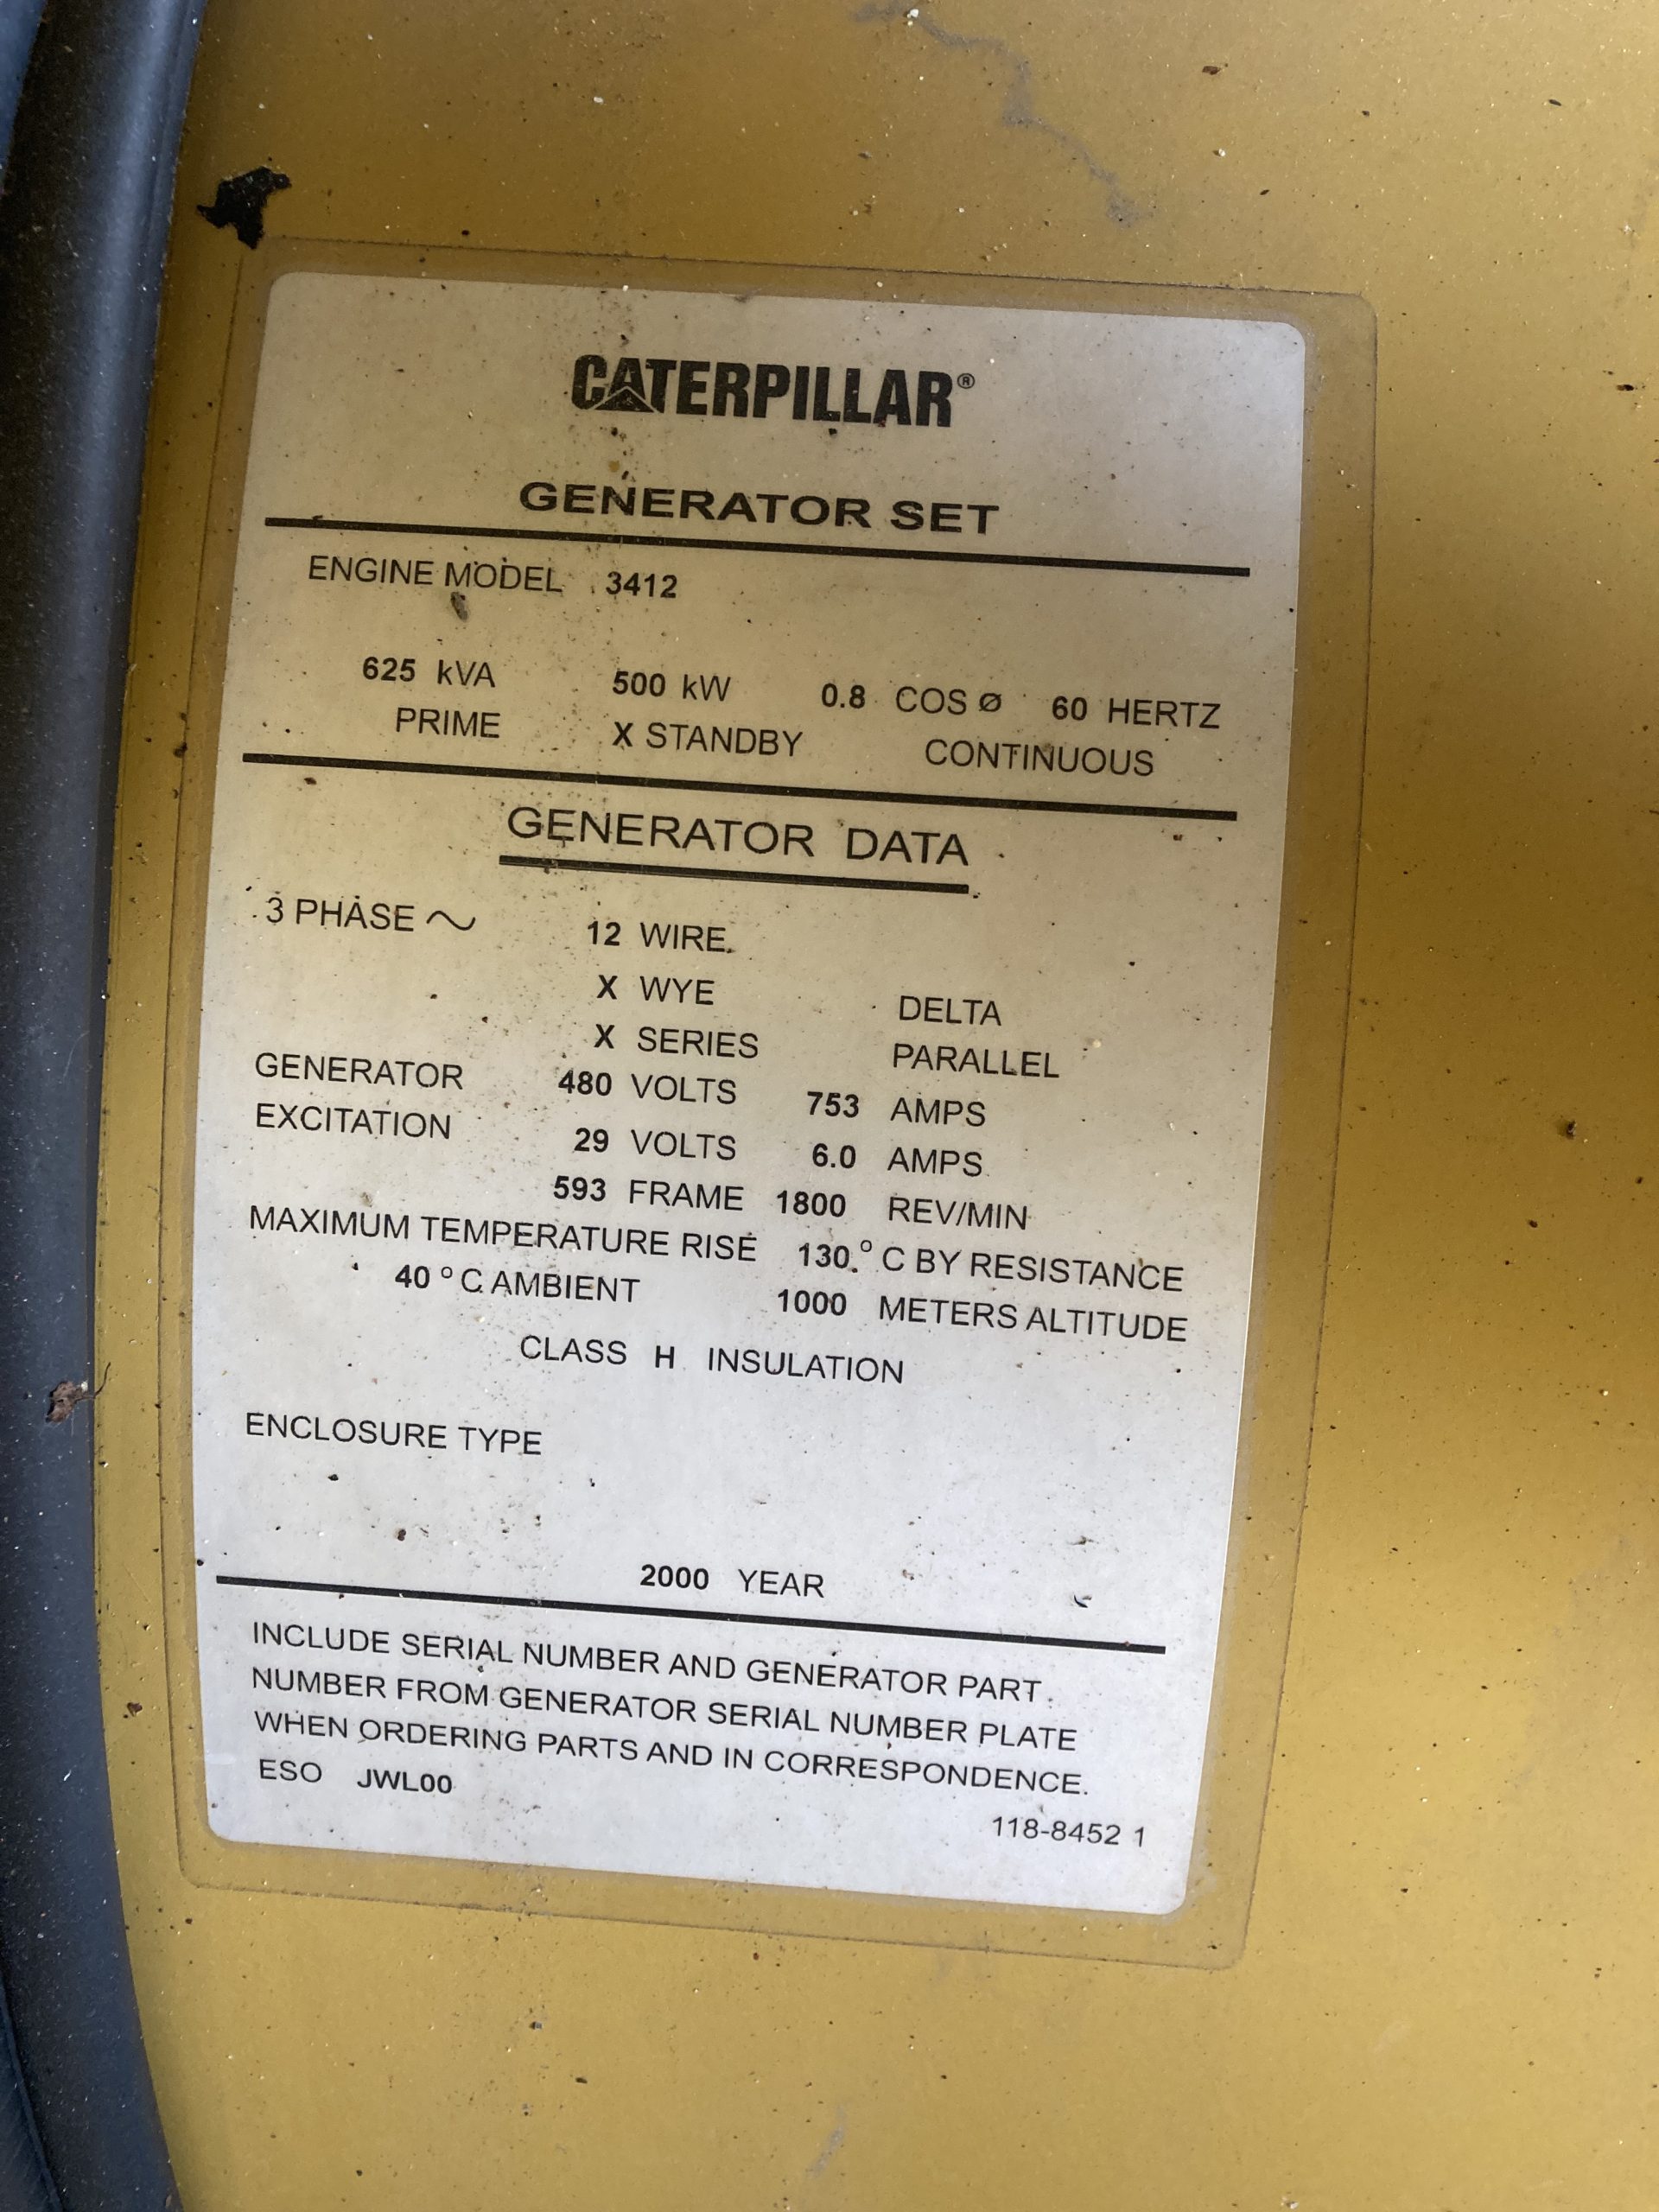 CATERPILLAR®
GENERATOR SET
ENGINE MODEL 3412
625 kVA 500 kW 0.8 COS Ø 60 HERTZ
PRIME X STANDBY CONTINUOUS
GENERATOR DATA
3 PHASE ~ 12 WIRE
X WYE DELTA
X SERIES PARALLEL
GENERATOR 480 VOLTS 753 AMPS
EXCITATION 29 VOLTS 6.0 AMPS
593 FRAME 1800 REV/MIN
MAXIMUM TEMPERATURE RISE 130 °C BY RESISTANCE
40 °C AMBIENT 1000 METERS ALTITUDE
CLASS H INSULATION
ENCLOSURE TYPE
2000 YEAR
INCLUDE SERIAL NUMBER AND GENERATOR PART
NUMBER FROM GENERATOR SERIAL NUMBER PLATE
WHEN ORDERING PARTS AND IN CORRESPONDENCE.
ESO JWL00
118-8452 1